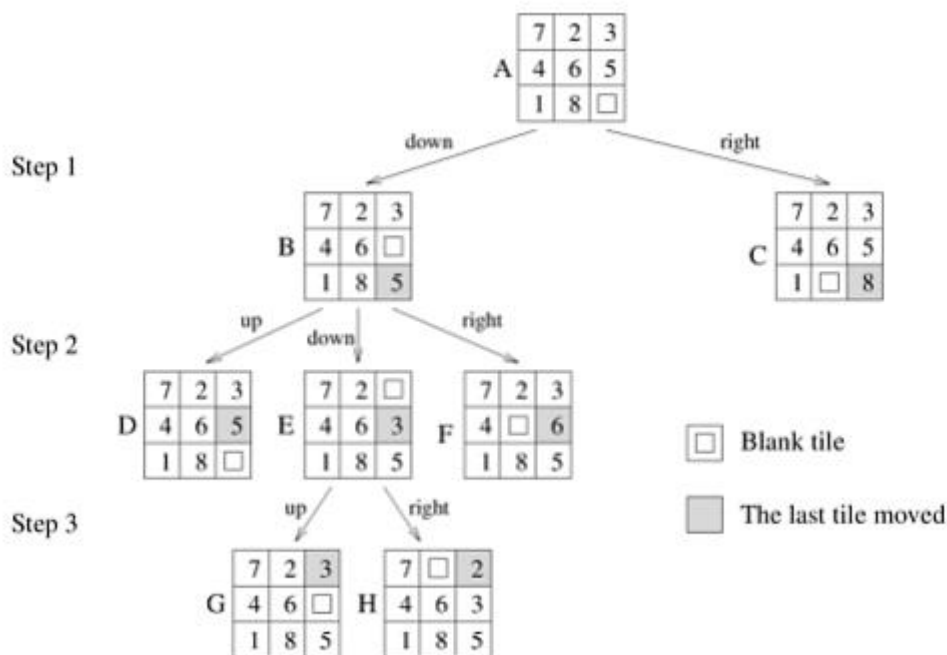 7 2 3
A 4 6 5
1 8
down right
Step 1
7 2 3
B 4 6
1 8 5
7 2 3
C 4 6 5
1 8
up down right
Step 2
7 2 3
D 4 6 5
1 8
7 2
E 4 6 3
1 8 5
7 2 3
F 4 6
1 8 5
Blank tile
The last tile moved
up right
Step 3
7 2 3
G 4 6
1 8 5
7 2
H 4 6 3
1 8 5